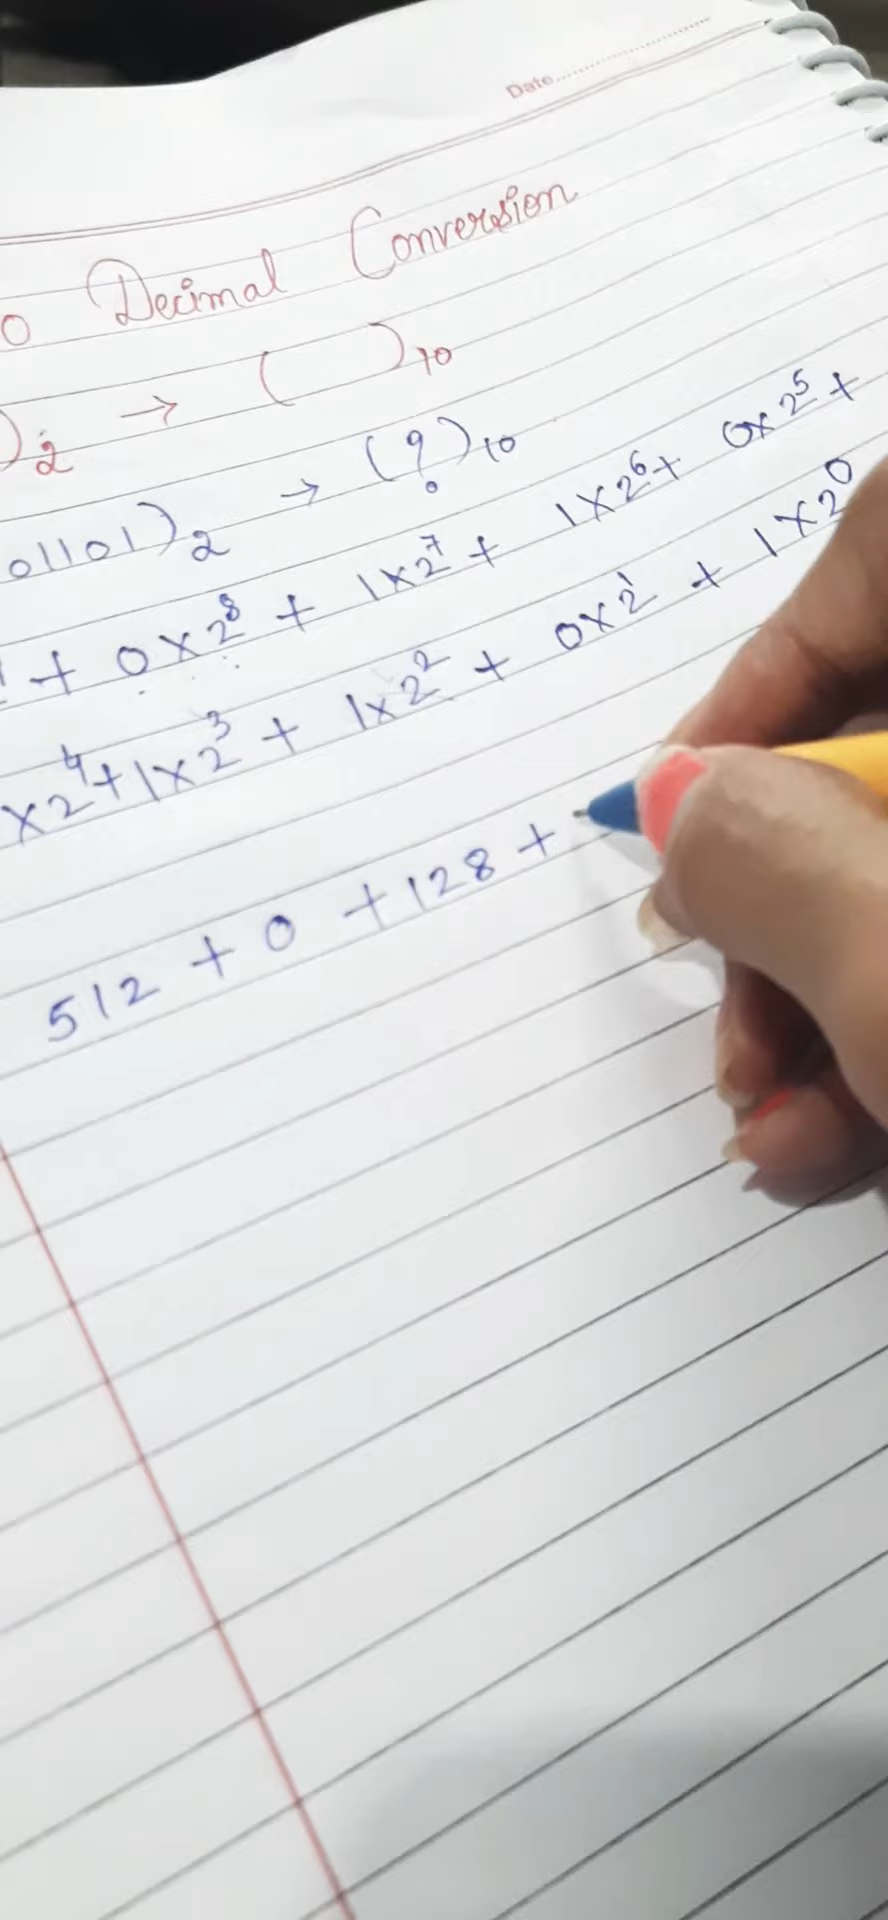 Date
o Decimal Conversion
)2 → ( )10
01101)2 → (?)10
+ 0×2^8 + 1×2^7 + 1×2^6 + 0×2^5 +
×2^4 + 1×2^3 + 1×2^2 + 0×2^1 + 1×2^0
512 + 0 + 128 +